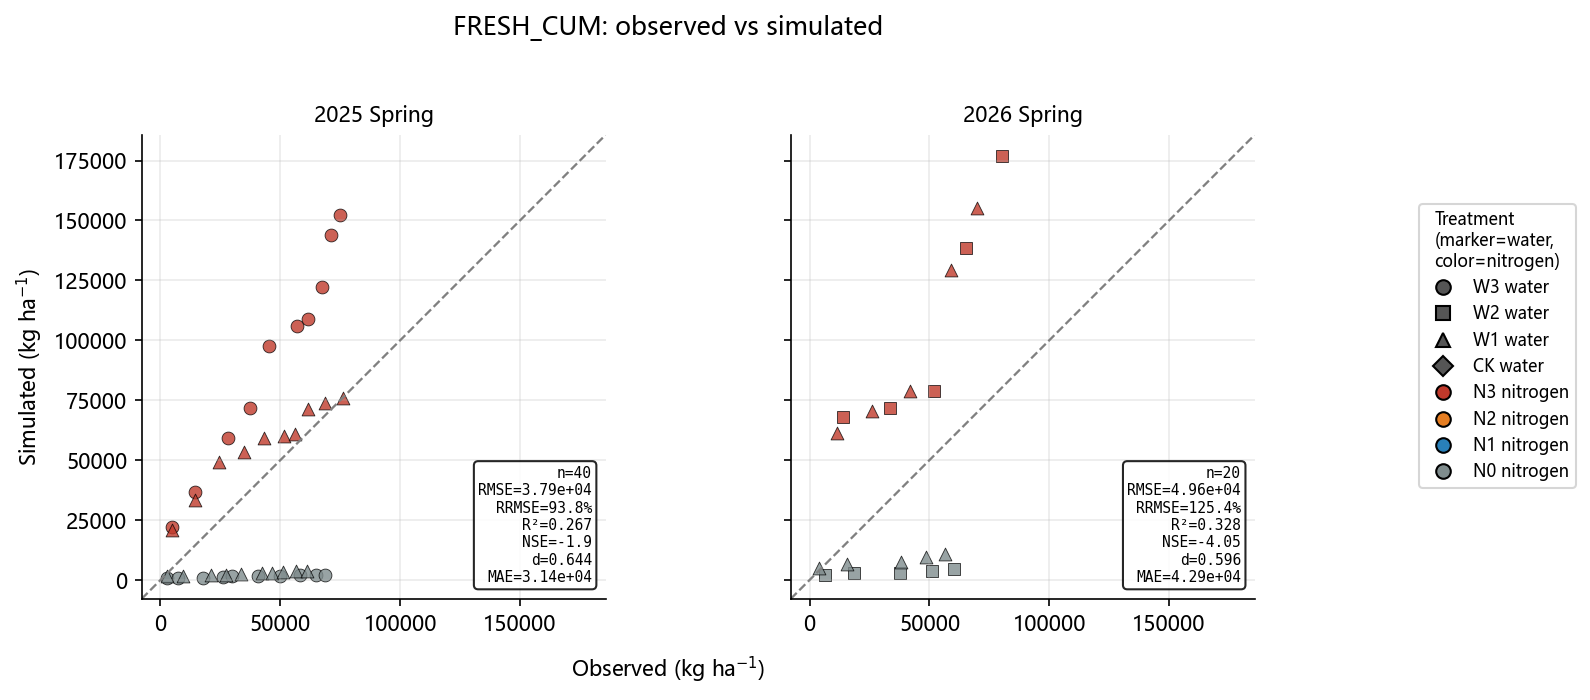 FRESH_CUM: observed vs simulated
2025 Spring
2026 Spring
Simulated (kg ha⁻¹)
175000
150000
125000
100000
75000
50000
25000
0
n=40
RMSE=3.79e+04
RRMSE=93.8%
R²=0.267
NSE=-1.9
d=0.644
MAE=3.14e+04
0 50000 100000 150000
n=20
RMSE=4.96e+04
RRMSE=125.4%
R²=0.328
NSE=-4.05
d=0.596
MAE=4.29e+04
0 50000 100000 150000
Observed (kg ha⁻¹)
Treatment
(marker=water,
color=nitrogen)
W3 water
W2 water
W1 water
CK water
N3 nitrogen
N2 nitrogen
N1 nitrogen
N0 nitrogen